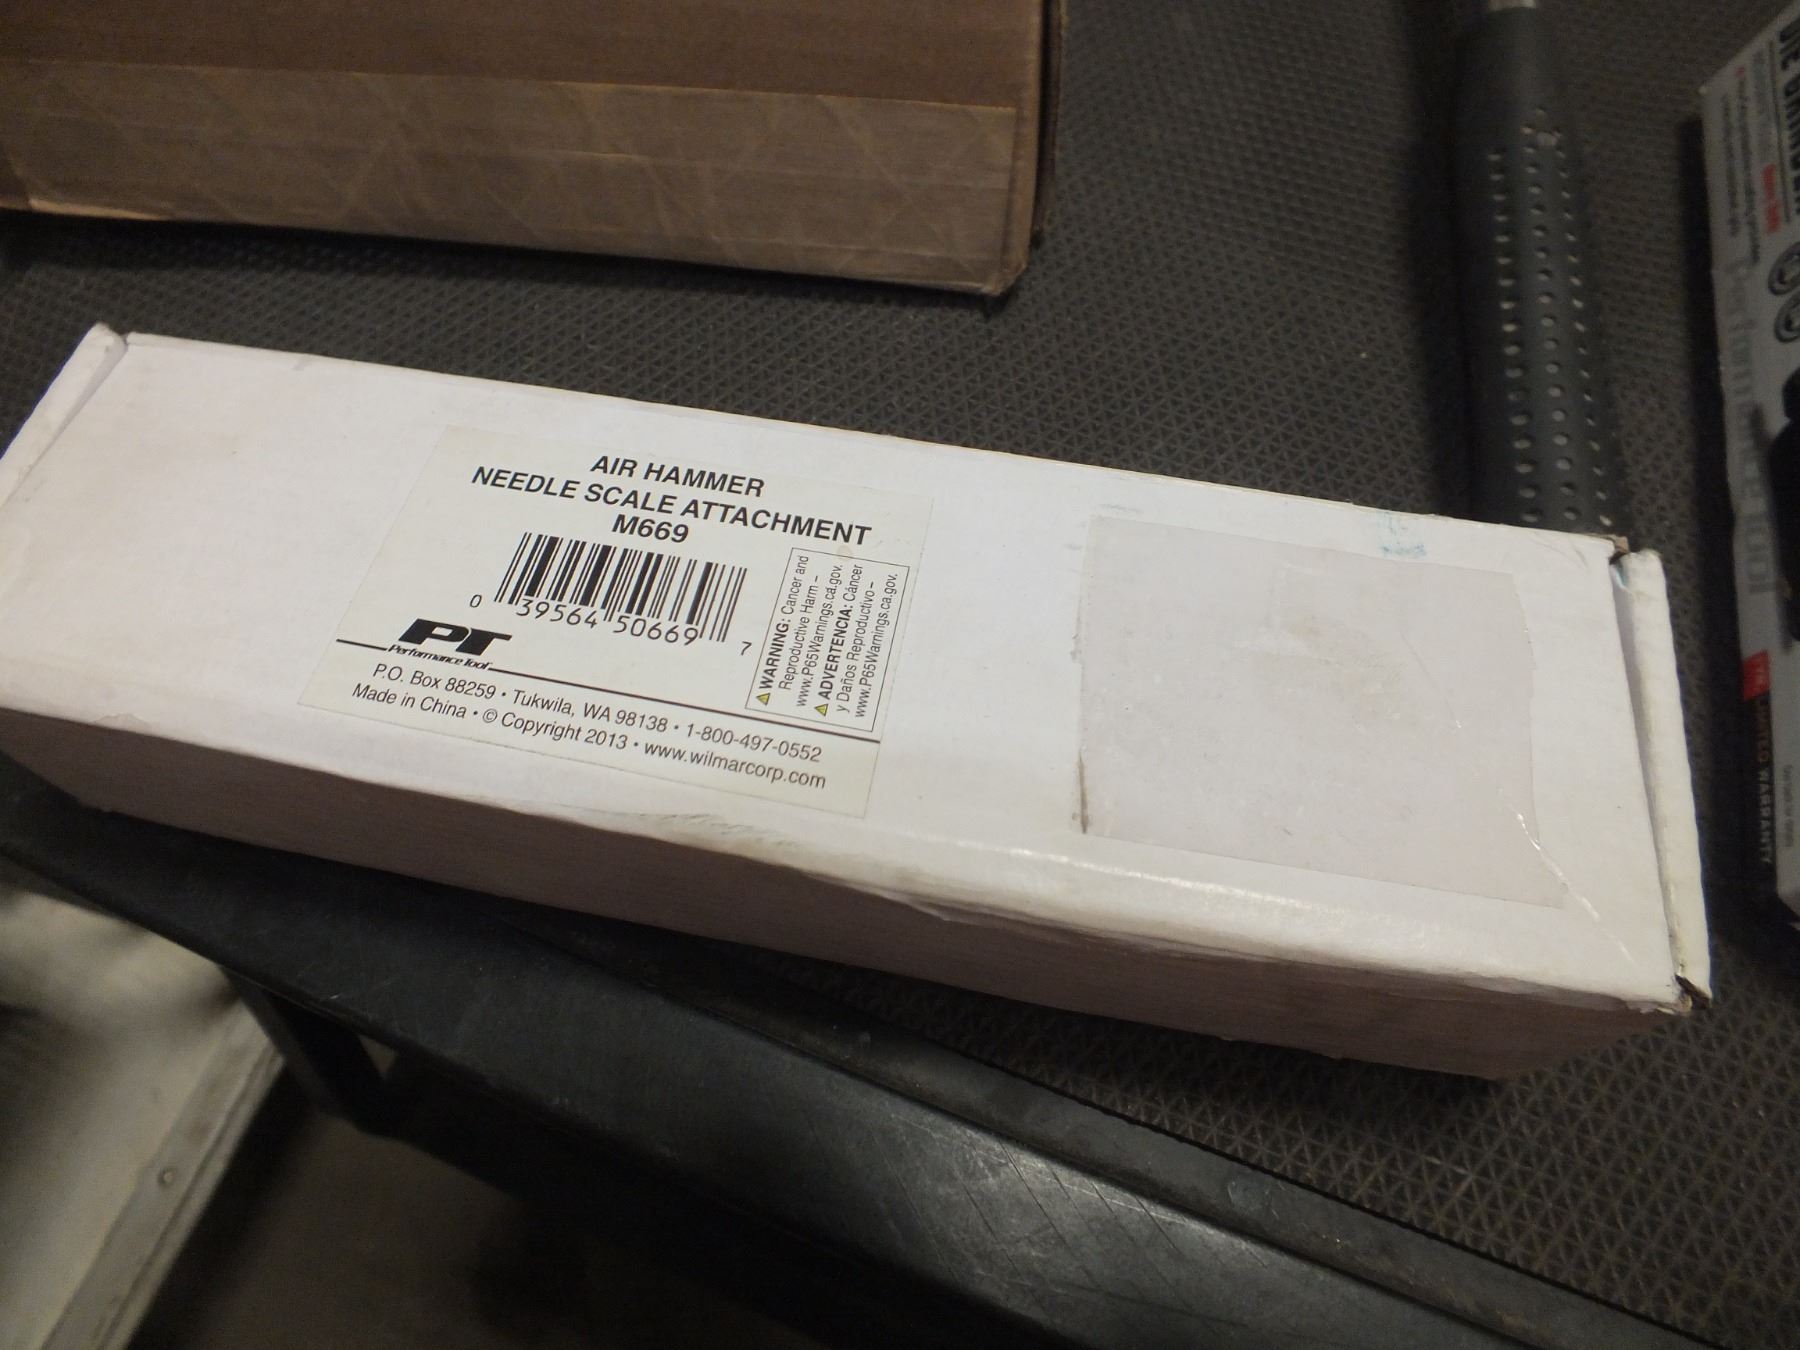 AIR HAMMER
NEEDLE SCALE ATTACHMENT
M669
0 39564 50669 7
PT
Performance Tool
⚠ WARNING: Cancer and
Reproductive Harm –
www.P65Warnings.ca.gov.
⚠ ADVERTENCIA: Cáncer
y Daños Reproductivo –
www.P65Warnings.ca.gov.
P.O. Box 88259 • Tukwila, WA 98138 • 1-800-497-0552
Made in China • © Copyright 2013 • www.wilmarcorp.com
LIMITED WARRANTY